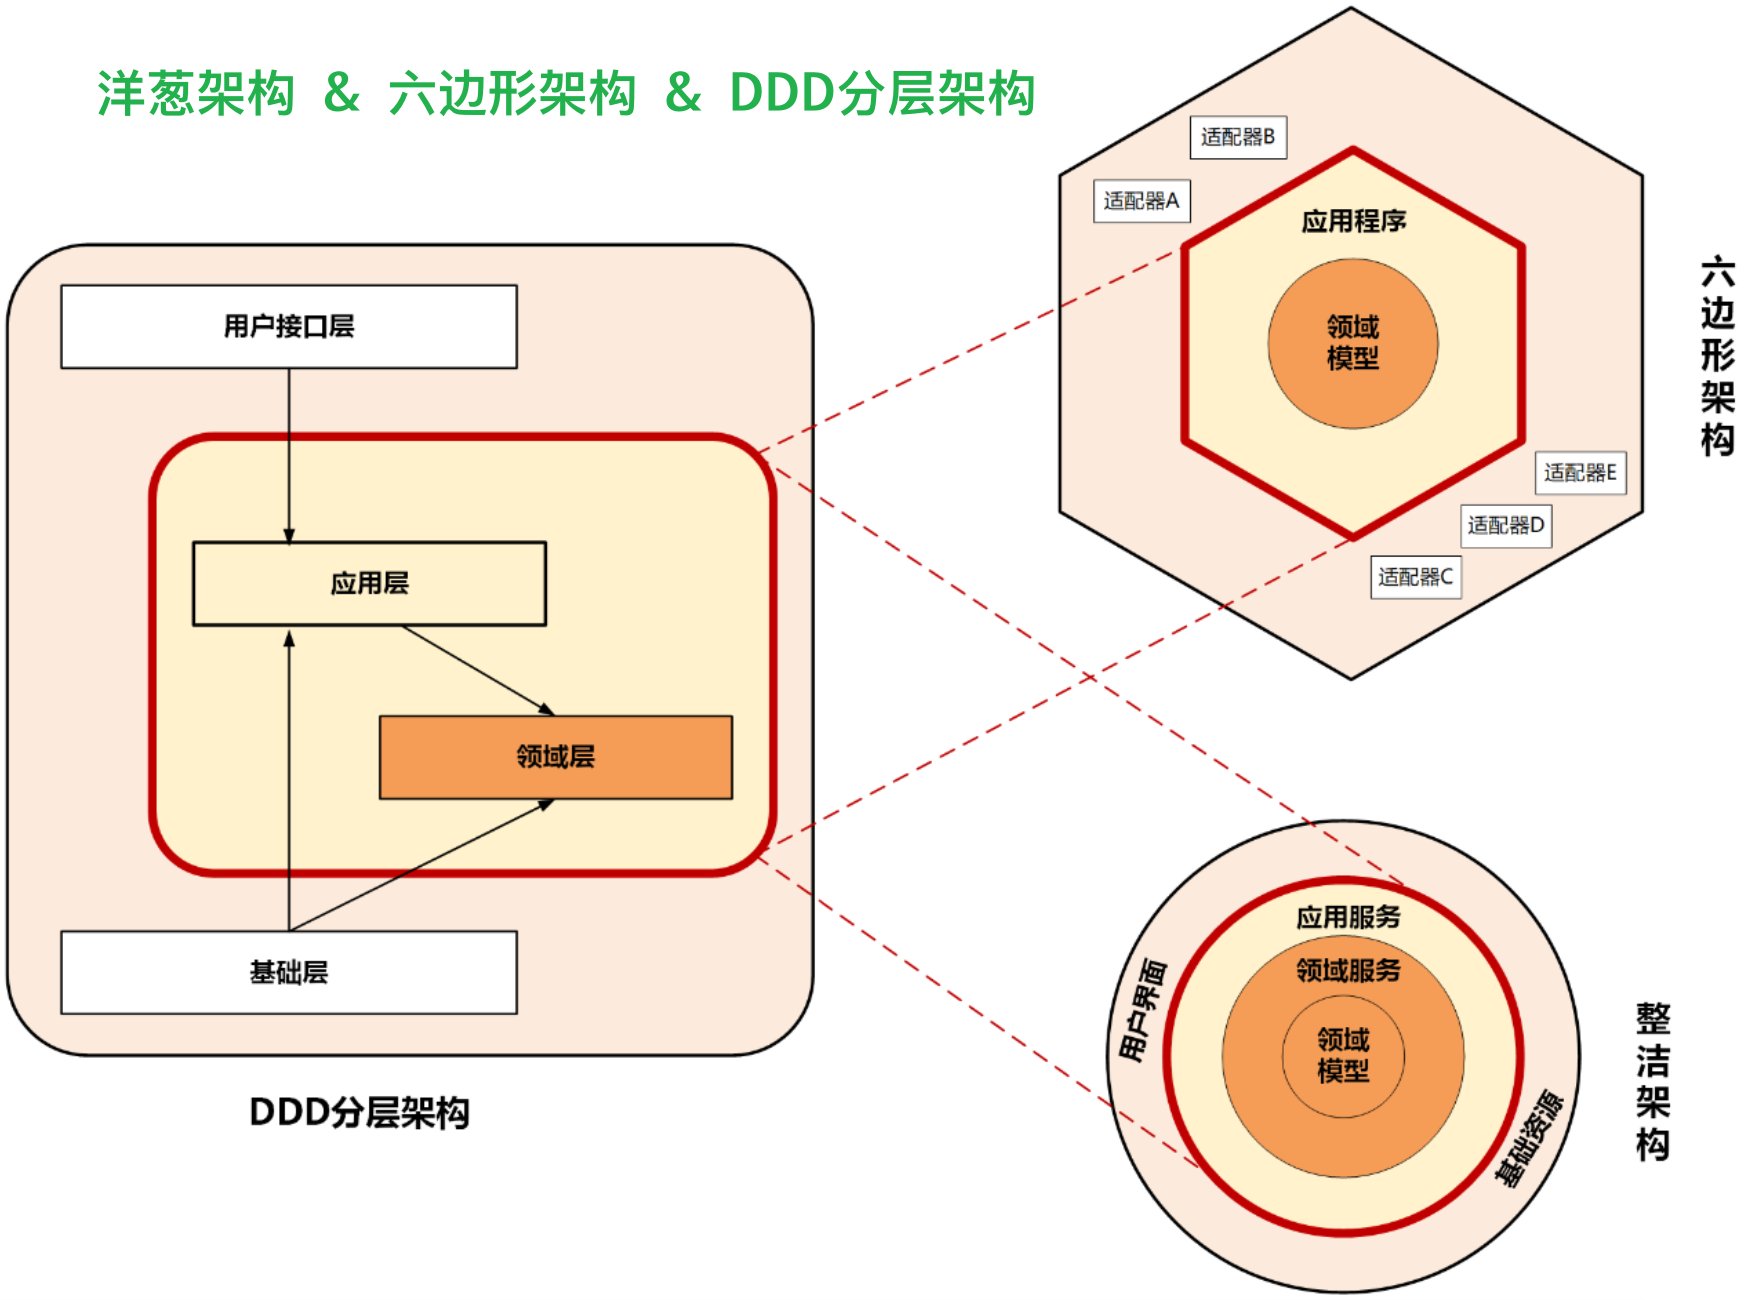 洋葱架构 & 六边形架构 & DDD分层架构
用户接口层
应用层
领域层
基础层
DDD分层架构
适配器B
适配器A
应用程序
领域
模型
适配器E
适配器D
适配器C
六边形架构
应用服务
领域服务
领域
模型
用户界面
基础资源
整洁架构